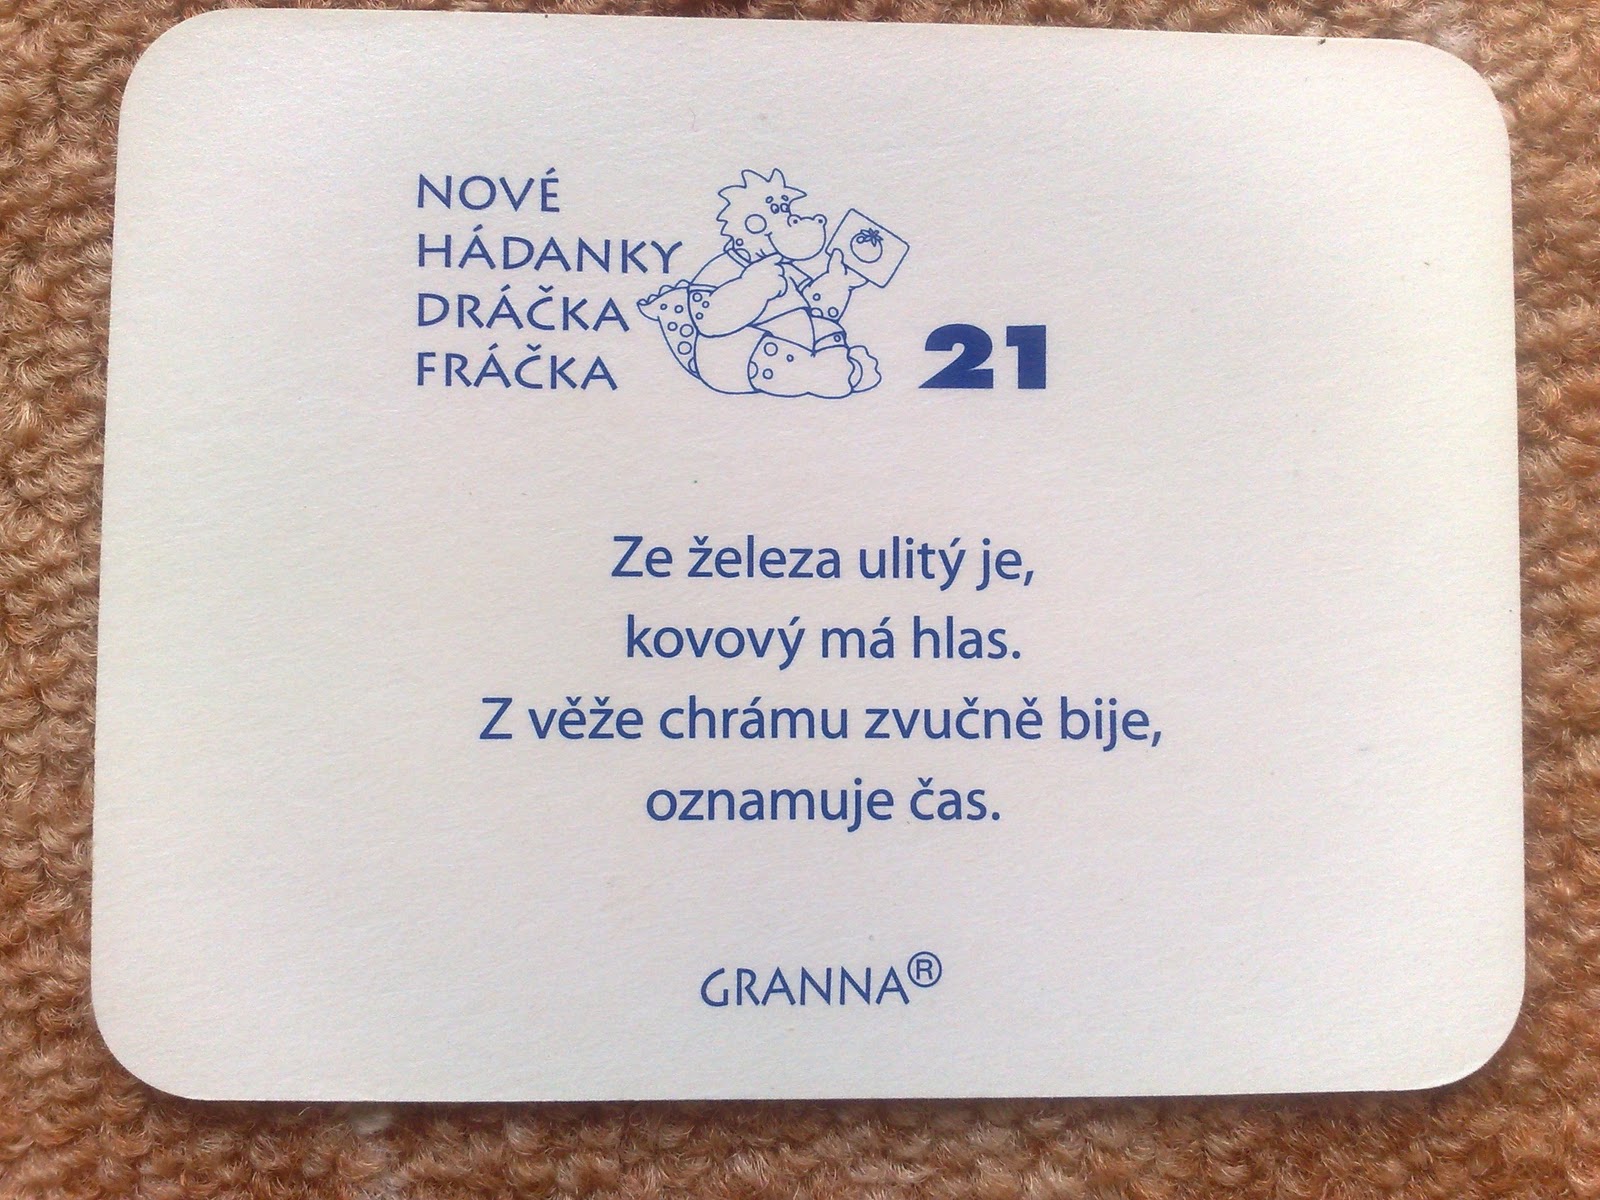 NOVÉ
HÁDANKY
DRÁČKA
FRÁČKA
21
Ze železa ulitý je,
kovový má hlas.
Z věže chrámu zvučně bije,
oznamuje čas.
GRANNA®